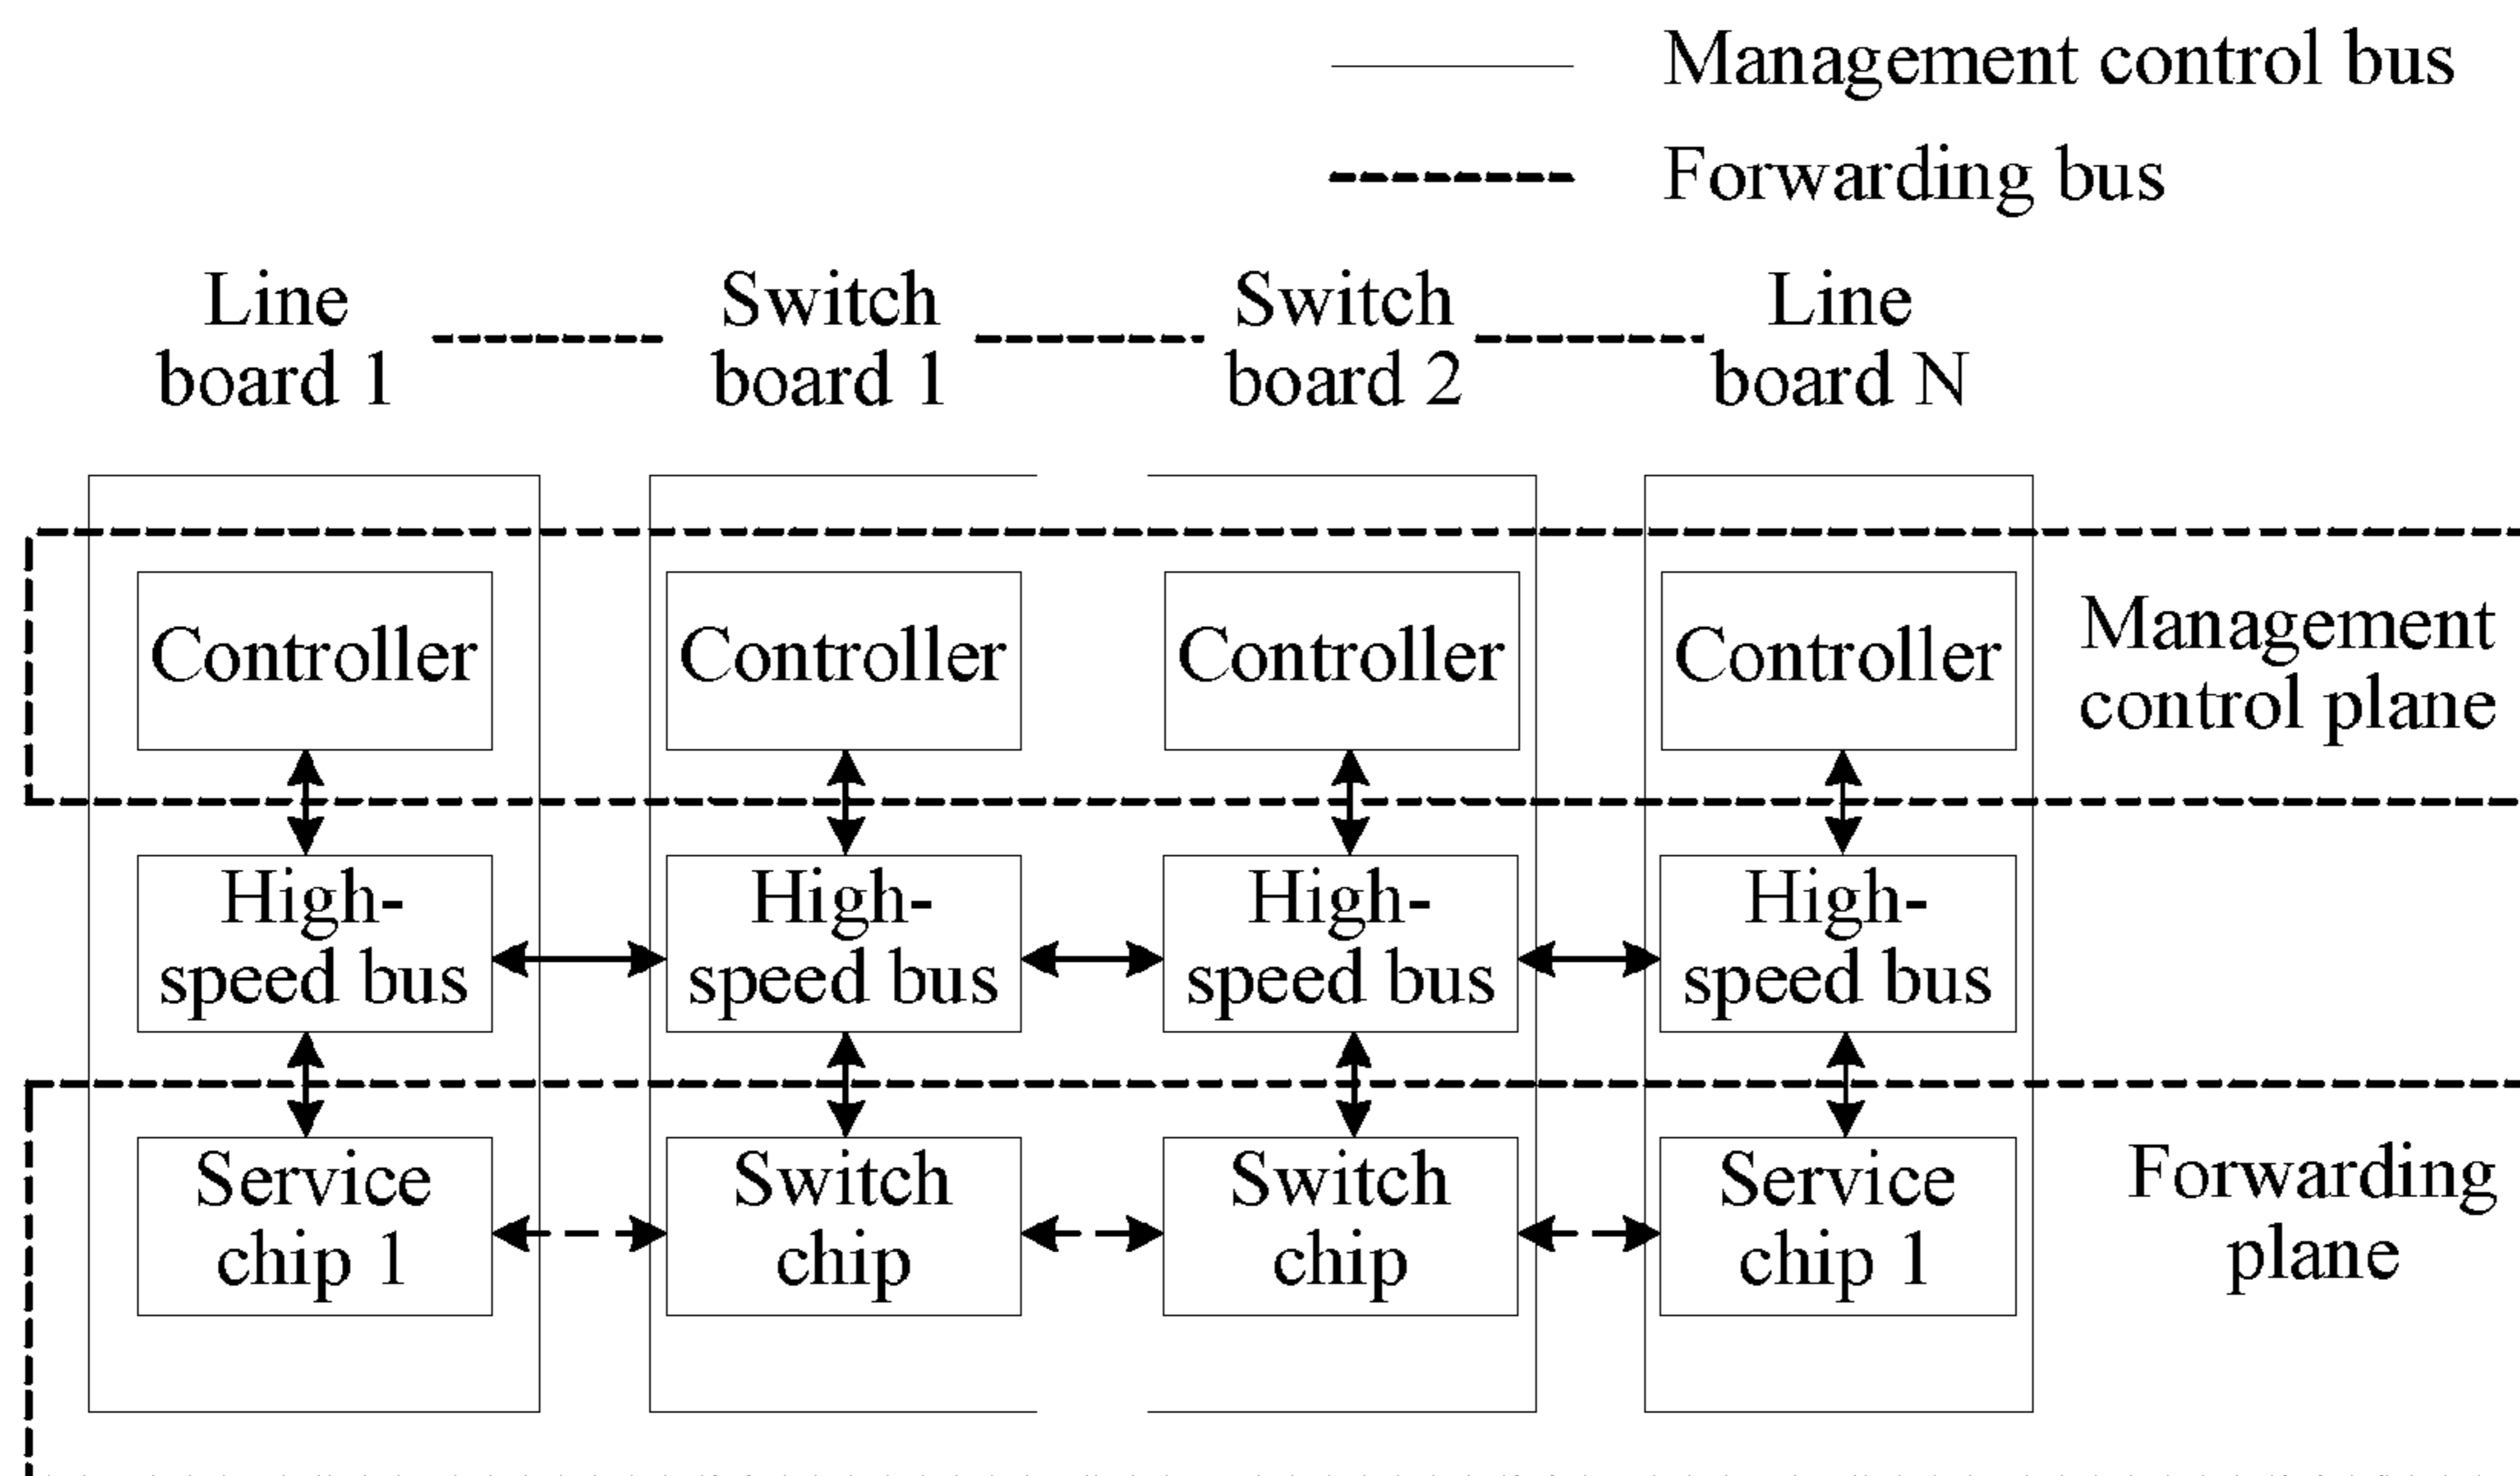 Management control bus
Forwarding bus
Line
board 1
Switch
board 1
Switch
board 2
Line
board N
Controller
Controller
Controller
Controller
Management
control plane
High-
speed bus
High-
speed bus
High-
speed bus
High-
speed bus
Service
chip 1
Switch
chip
Switch
chip
Service
chip 1
Forwarding
plane